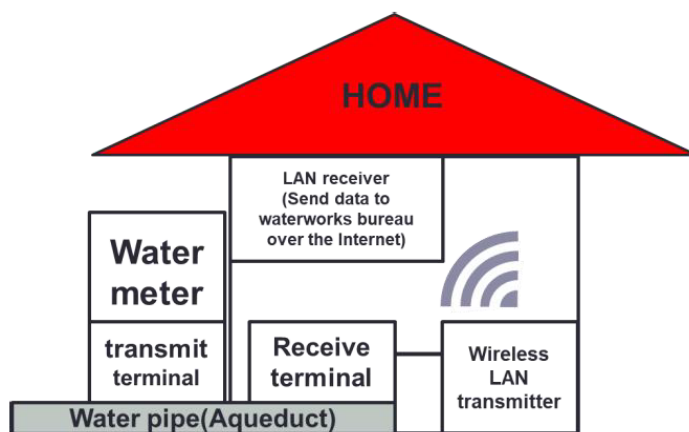 HOME
LAN receiver
(Send data to
waterworks bureau
over the Internet)
Water
meter
transmit
terminal
Receive
terminal
Wireless
LAN
transmitter
Water pipe(Aqueduct)